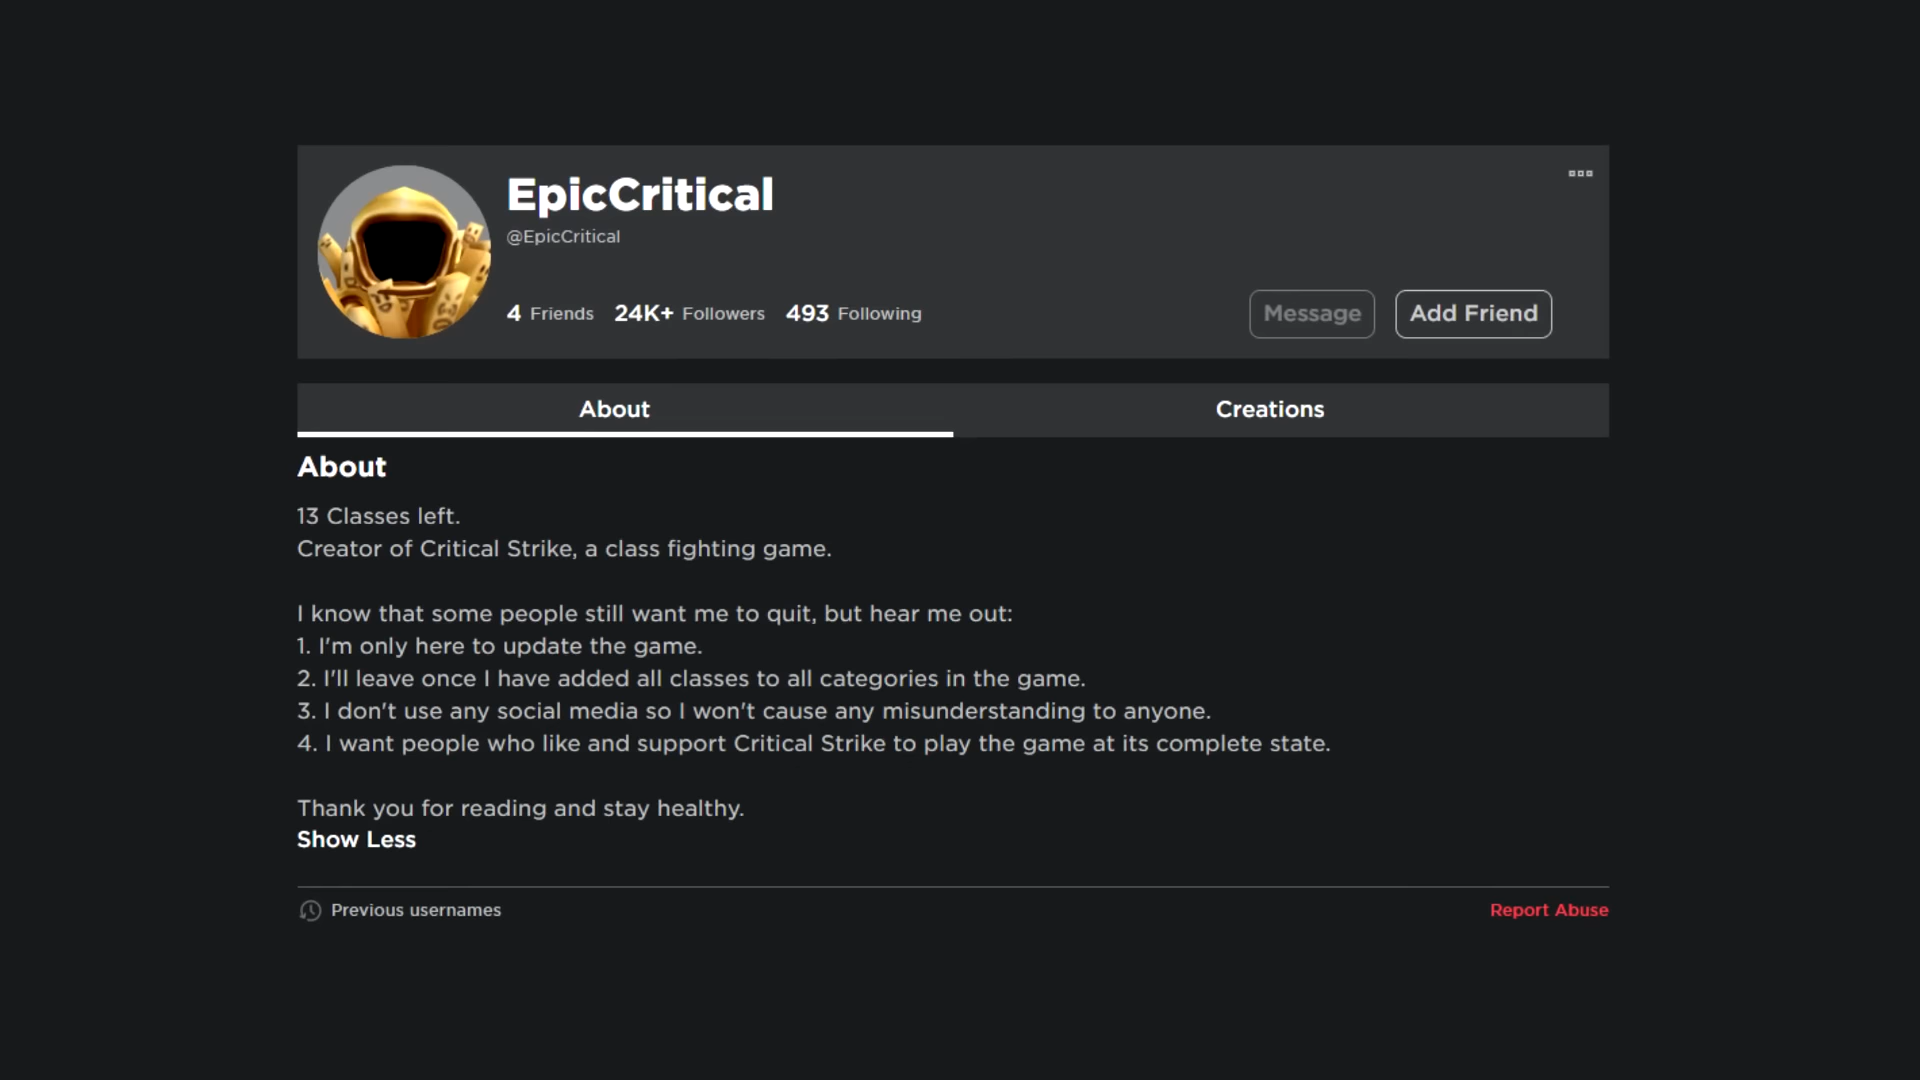 EpicCritical
@EpicCritical
4 Friends 24K+ Followers 493 Following
Message Add Friend
About Creations
About
13 Classes left.
Creator of Critical Strike, a class fighting game.
I know that some people still want me to quit, but hear me out:
1. I'm only here to update the game.
2. I'll leave once I have added all classes to all categories in the game.
3. I don't use any social media so I won't cause any misunderstanding to anyone.
4. I want people who like and support Critical Strike to play the game at its complete state.
Thank you for reading and stay healthy.
Show Less
Previous usernames Report Abuse